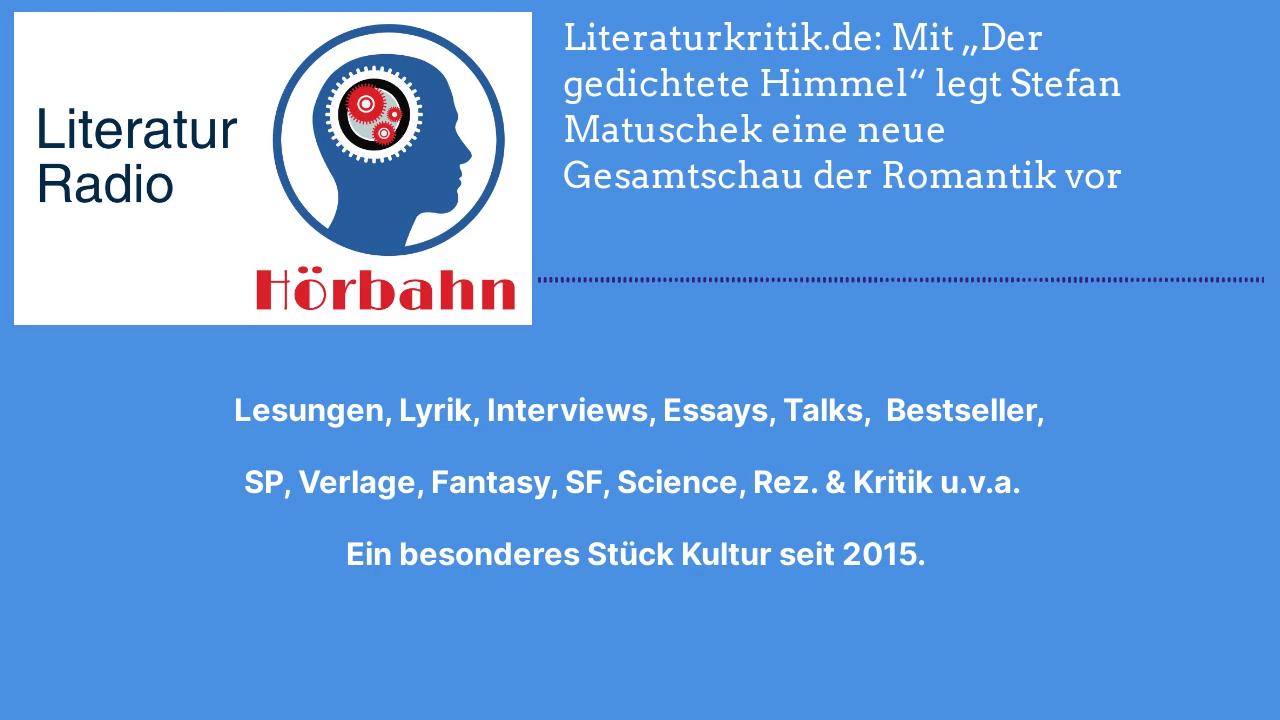 Literatur
Radio
Hörbahn
Literaturkritik.de: Mit „Der
gedichtete Himmel“ legt Stefan
Matuschek eine neue
Gesamtschau der Romantik vor
Lesungen, Lyrik, Interviews, Essays, Talks,  Bestseller,
SP, Verlage, Fantasy, SF, Science, Rez. & Kritik u.v.a.
Ein besonderes Stück Kultur seit 2015.